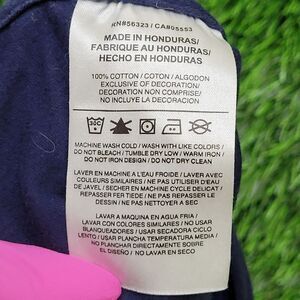 RN#56323 / CA#05553
MADE IN HONDURAS/
FABRIQUE AU HONDURAS/
HECHO EN HONDURAS
100% COTTON / COTON / ALGODON
EXCLUSIVE OF DECORATION/
DECORATION NON COMPRISE/
NO INCLUYE LA DECORACION
MACHINE WASH COLD / WASH WITH LIKE COLORS /
DO NOT BLEACH / TUMBLE DRY LOW / WARM IRON /
DO NOT IRON DESIGN / DO NOT DRY CLEAN
LAVER EN MACHINE A L'EAU FROIDE / LAVER AVEC
COULEURS SIMILAIRES / NE PAS UTILISER D'EAU
DE JAVEL / SECHER EN MACHINE CYCLE DELICAT /
REPASSER FER TIEDE / NE PAS REPASSER LE
DESSIN / NE PAS NETTOYER A SEC
LAVAR A MAQUINA EN AGUA FRIA /
LAVAR CON COLORES SIMILARES / NO USAR
BLANQUEADORES / USAR SECADORA CICLO
LENTO / USAR PLANCHA TEMPERATURA MEDIA /
NO PLANCHAR DIRECTAMENTE SOBRE
EL DISEÑO / NO LAVAR EN SECO